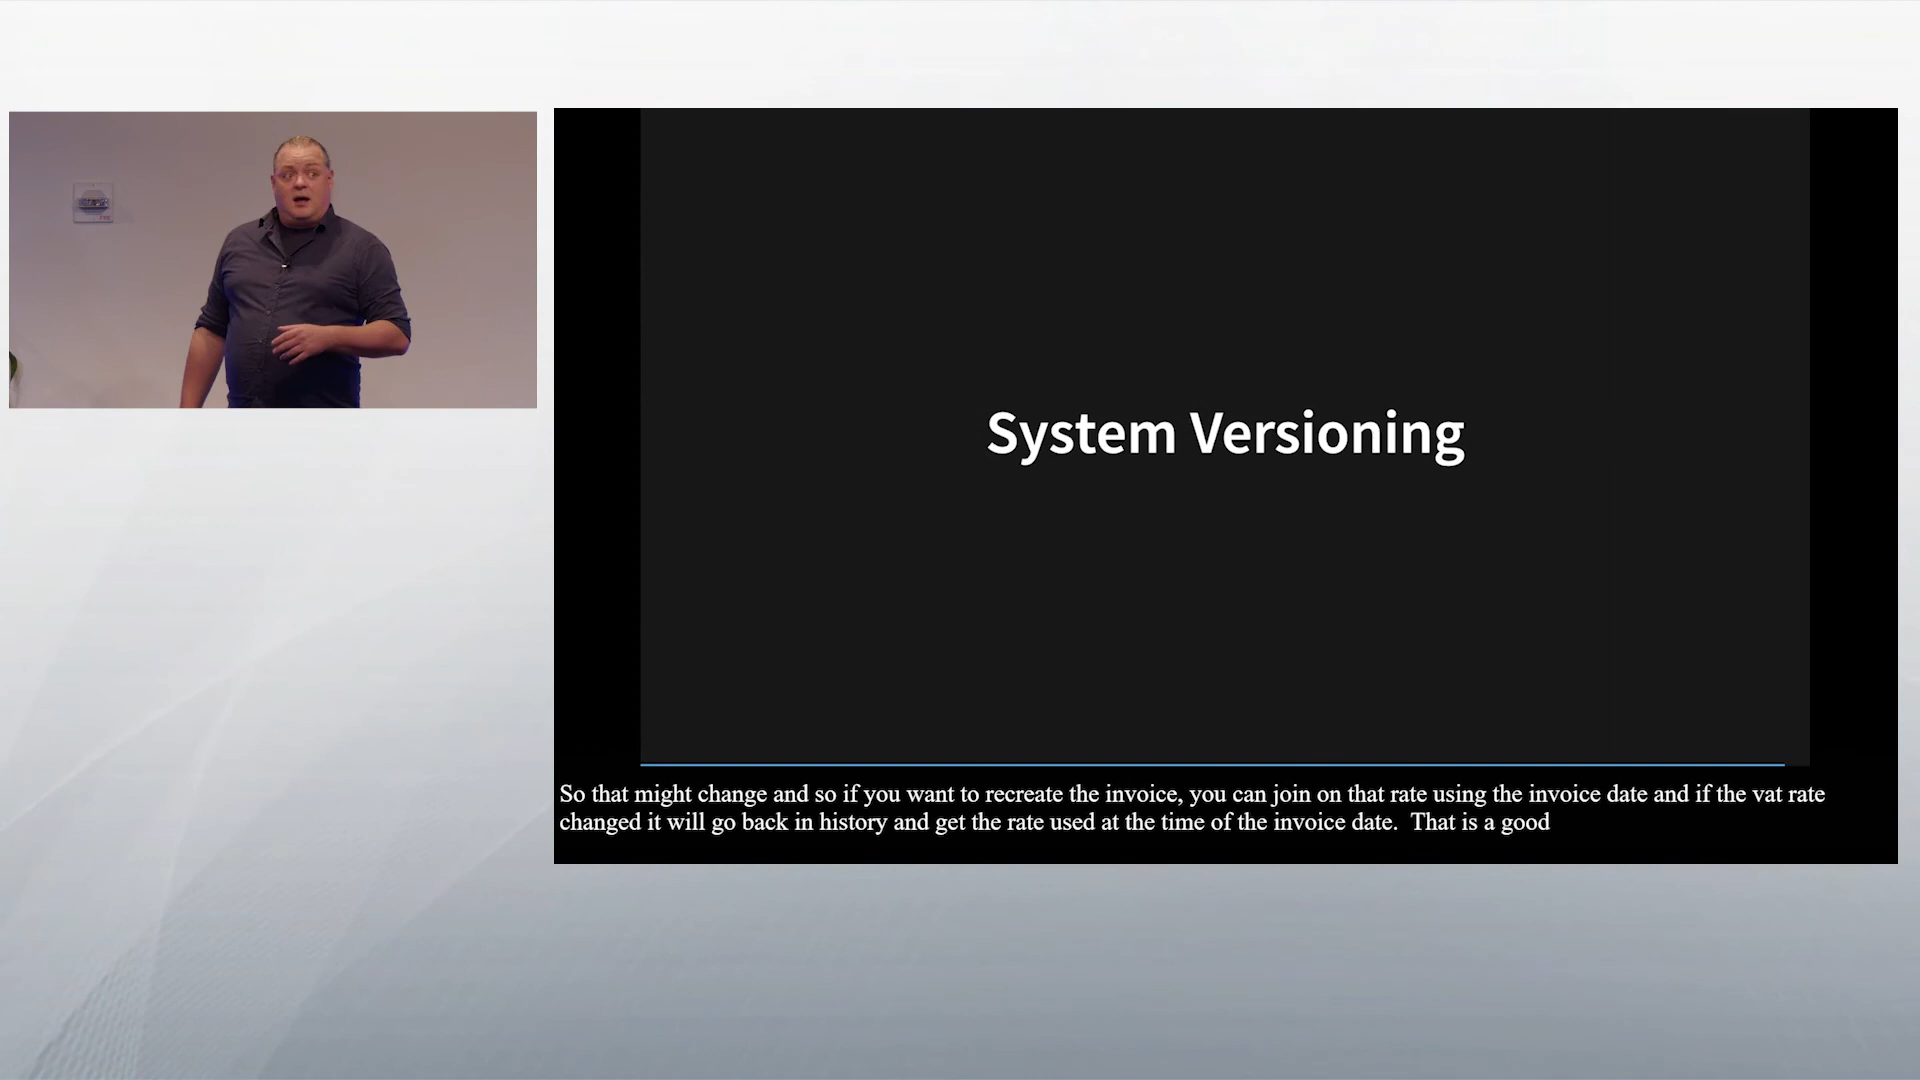 System Versioning
So that might change and so if you want to recreate the invoice, you can join on that rate using the invoice date and if the vat rate
changed it will go back in history and get the rate used at the time of the invoice date.  That is a good